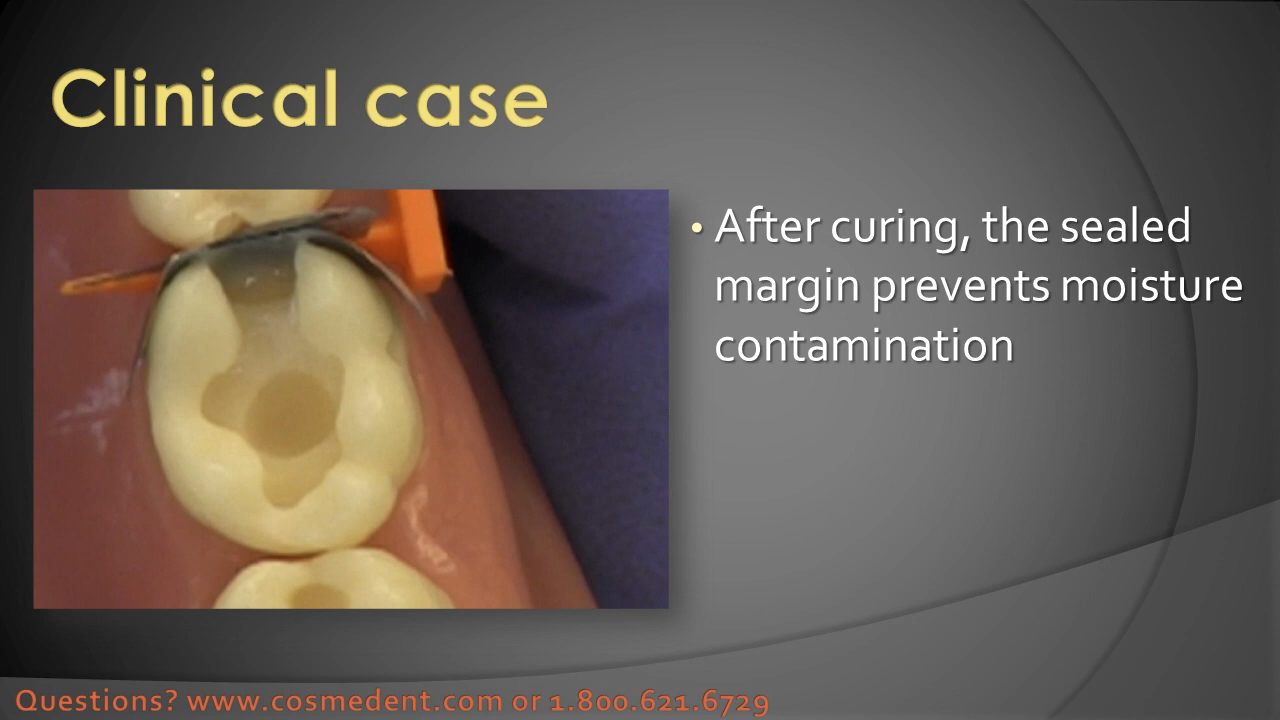 Clinical case
• After curing, the sealed
margin prevents moisture
contamination
Questions? www.cosmedent.com or 1.800.621.6729